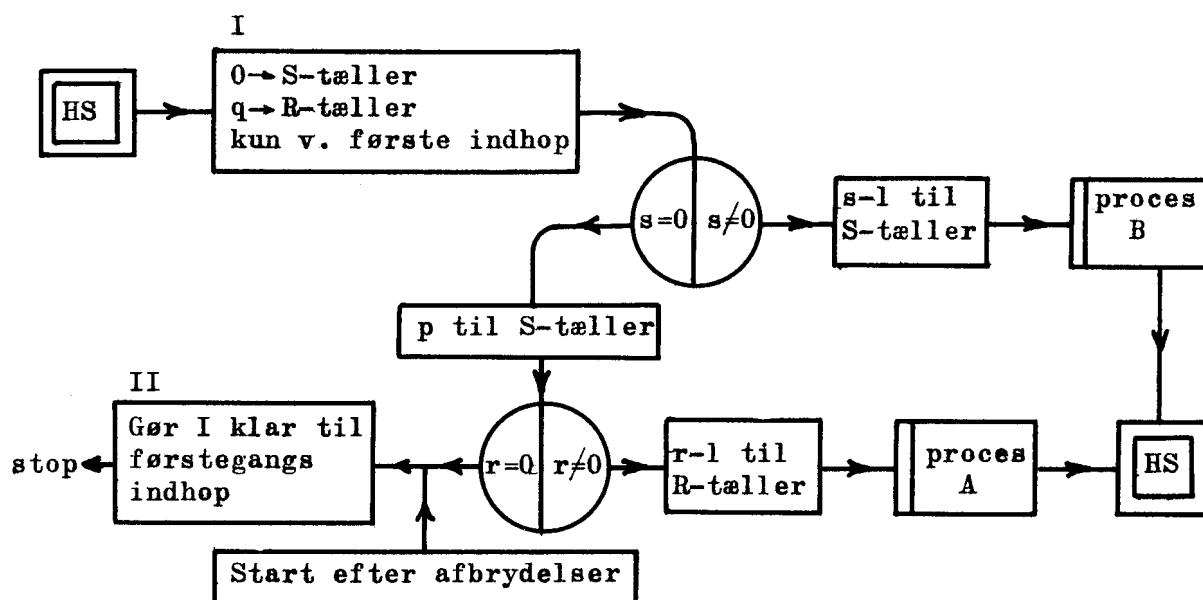 I
HS
0→ S-tæller
q→ R-tæller
kun v. første indhop
s=0
s≠0
s-1 til
S-tæller
proces
B
p til S-tæller
II
Gør I klar til
førstegangs
indhop
stop
r=0
r≠0
r-1 til
R-tæller
proces
A
HS
Start efter afbrydelser